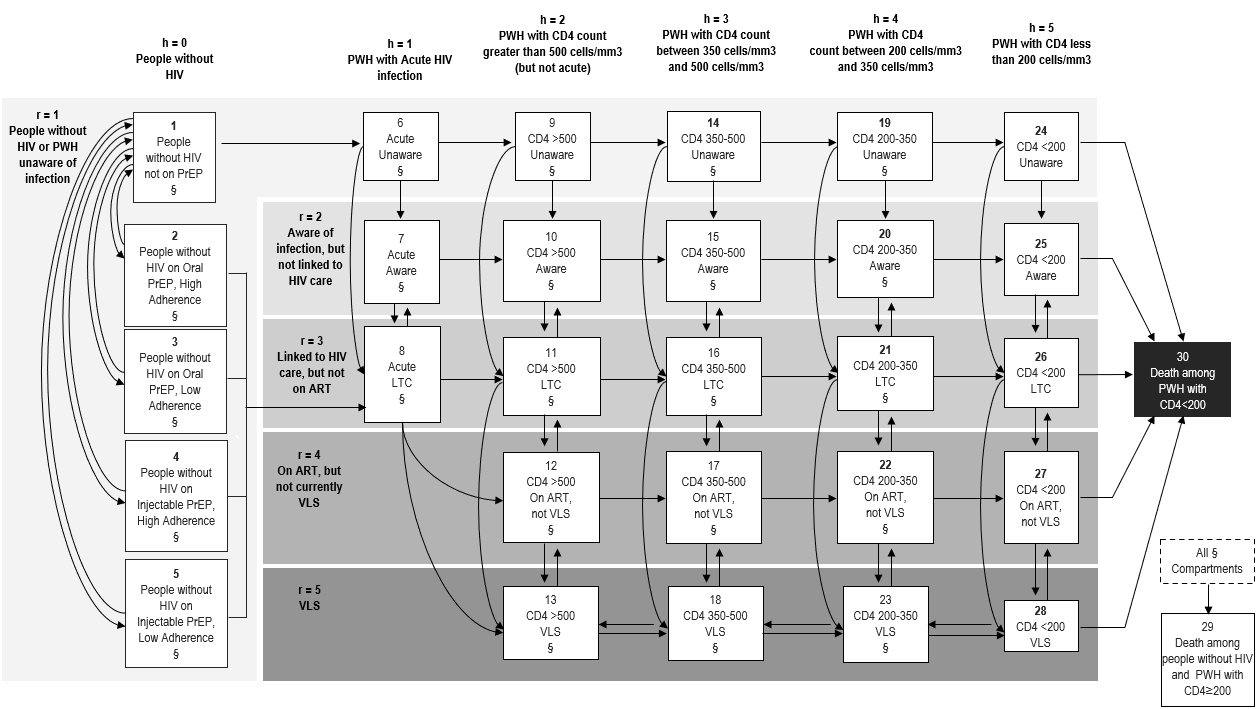 h = 0
People without
HIV
h = 1
PWH with Acute HIV
infection
h = 2
PWH with CD4 count
greater than 500 cells/mm3
(but not acute)
h = 3
PWH with CD4 count
between 350 cells/mm3
and 500 cells/mm3
h = 4
PWH with CD4
count between 200 cells/mm3
and 350 cells/mm3
h = 5
PWH with CD4 less
than 200 cells/mm3
r = 1
People without
HIV or PWH
unaware of
infection
1
People
without HIV
not on PrEP
§
6
Acute
Unaware
§
9
CD4 >500
Unaware
§
14
CD4 350-500
Unaware
§
19
CD4 200-350
Unaware
§
24
CD4 <200
Unaware
2
People without
HIV on Oral
PrEP, High
Adherence
§
r = 2
Aware of
infection, but
not linked to
HIV care
7
Acute
Aware
§
10
CD4 >500
Aware
§
15
CD4 350-500
Aware
§
20
CD4 200-350
Aware
§
25
CD4 <200
Aware
§
3
People without
HIV on Oral
PrEP, Low
Adherence
§
r = 3
Linked to HIV
care, but not
on ART
8
Acute
LTC
§
11
CD4 >500
LTC
§
16
CD4 350-500
LTC
§
21
CD4 200-350
LTC
§
26
CD4 <200
LTC
30
Death among
PWH with
CD4<200
4
People without
HIV on
Injectable PrEP,
High Adherence
§
r = 4
On ART, but
not currently
VLS
12
CD4 >500
On ART,
not VLS
§
17
CD4 350-500
On ART,
not VLS
§
22
CD4 200-350
On ART,
not VLS
§
27
CD4 <200
On ART,
not VLS
5
People without
HIV on
Injectable PrEP,
Low Adherence
§
r = 5
VLS
13
CD4 >500
VLS
§
18
CD4 350-500
VLS
§
23
CD4 200-350
VLS
§
28
CD4 <200
VLS
All §
Compartments
29
Death among
people without HIV
and PWH with
CD4≥200